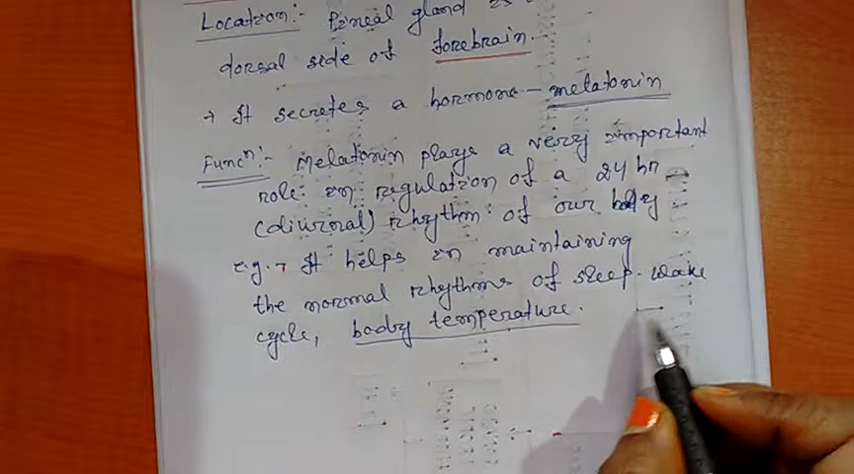 Location:- Pineal gland is
dorsal side of forebrain.
→ It secretes a hormone - melatonin
Funcⁿ:- Melatonin plays a very important
role in regulation of a 24 hr
(diurnal) rhythm of our body
e.g. → It helps in maintaining
the normal rhythms of sleep-wake
cycle, body temperature.